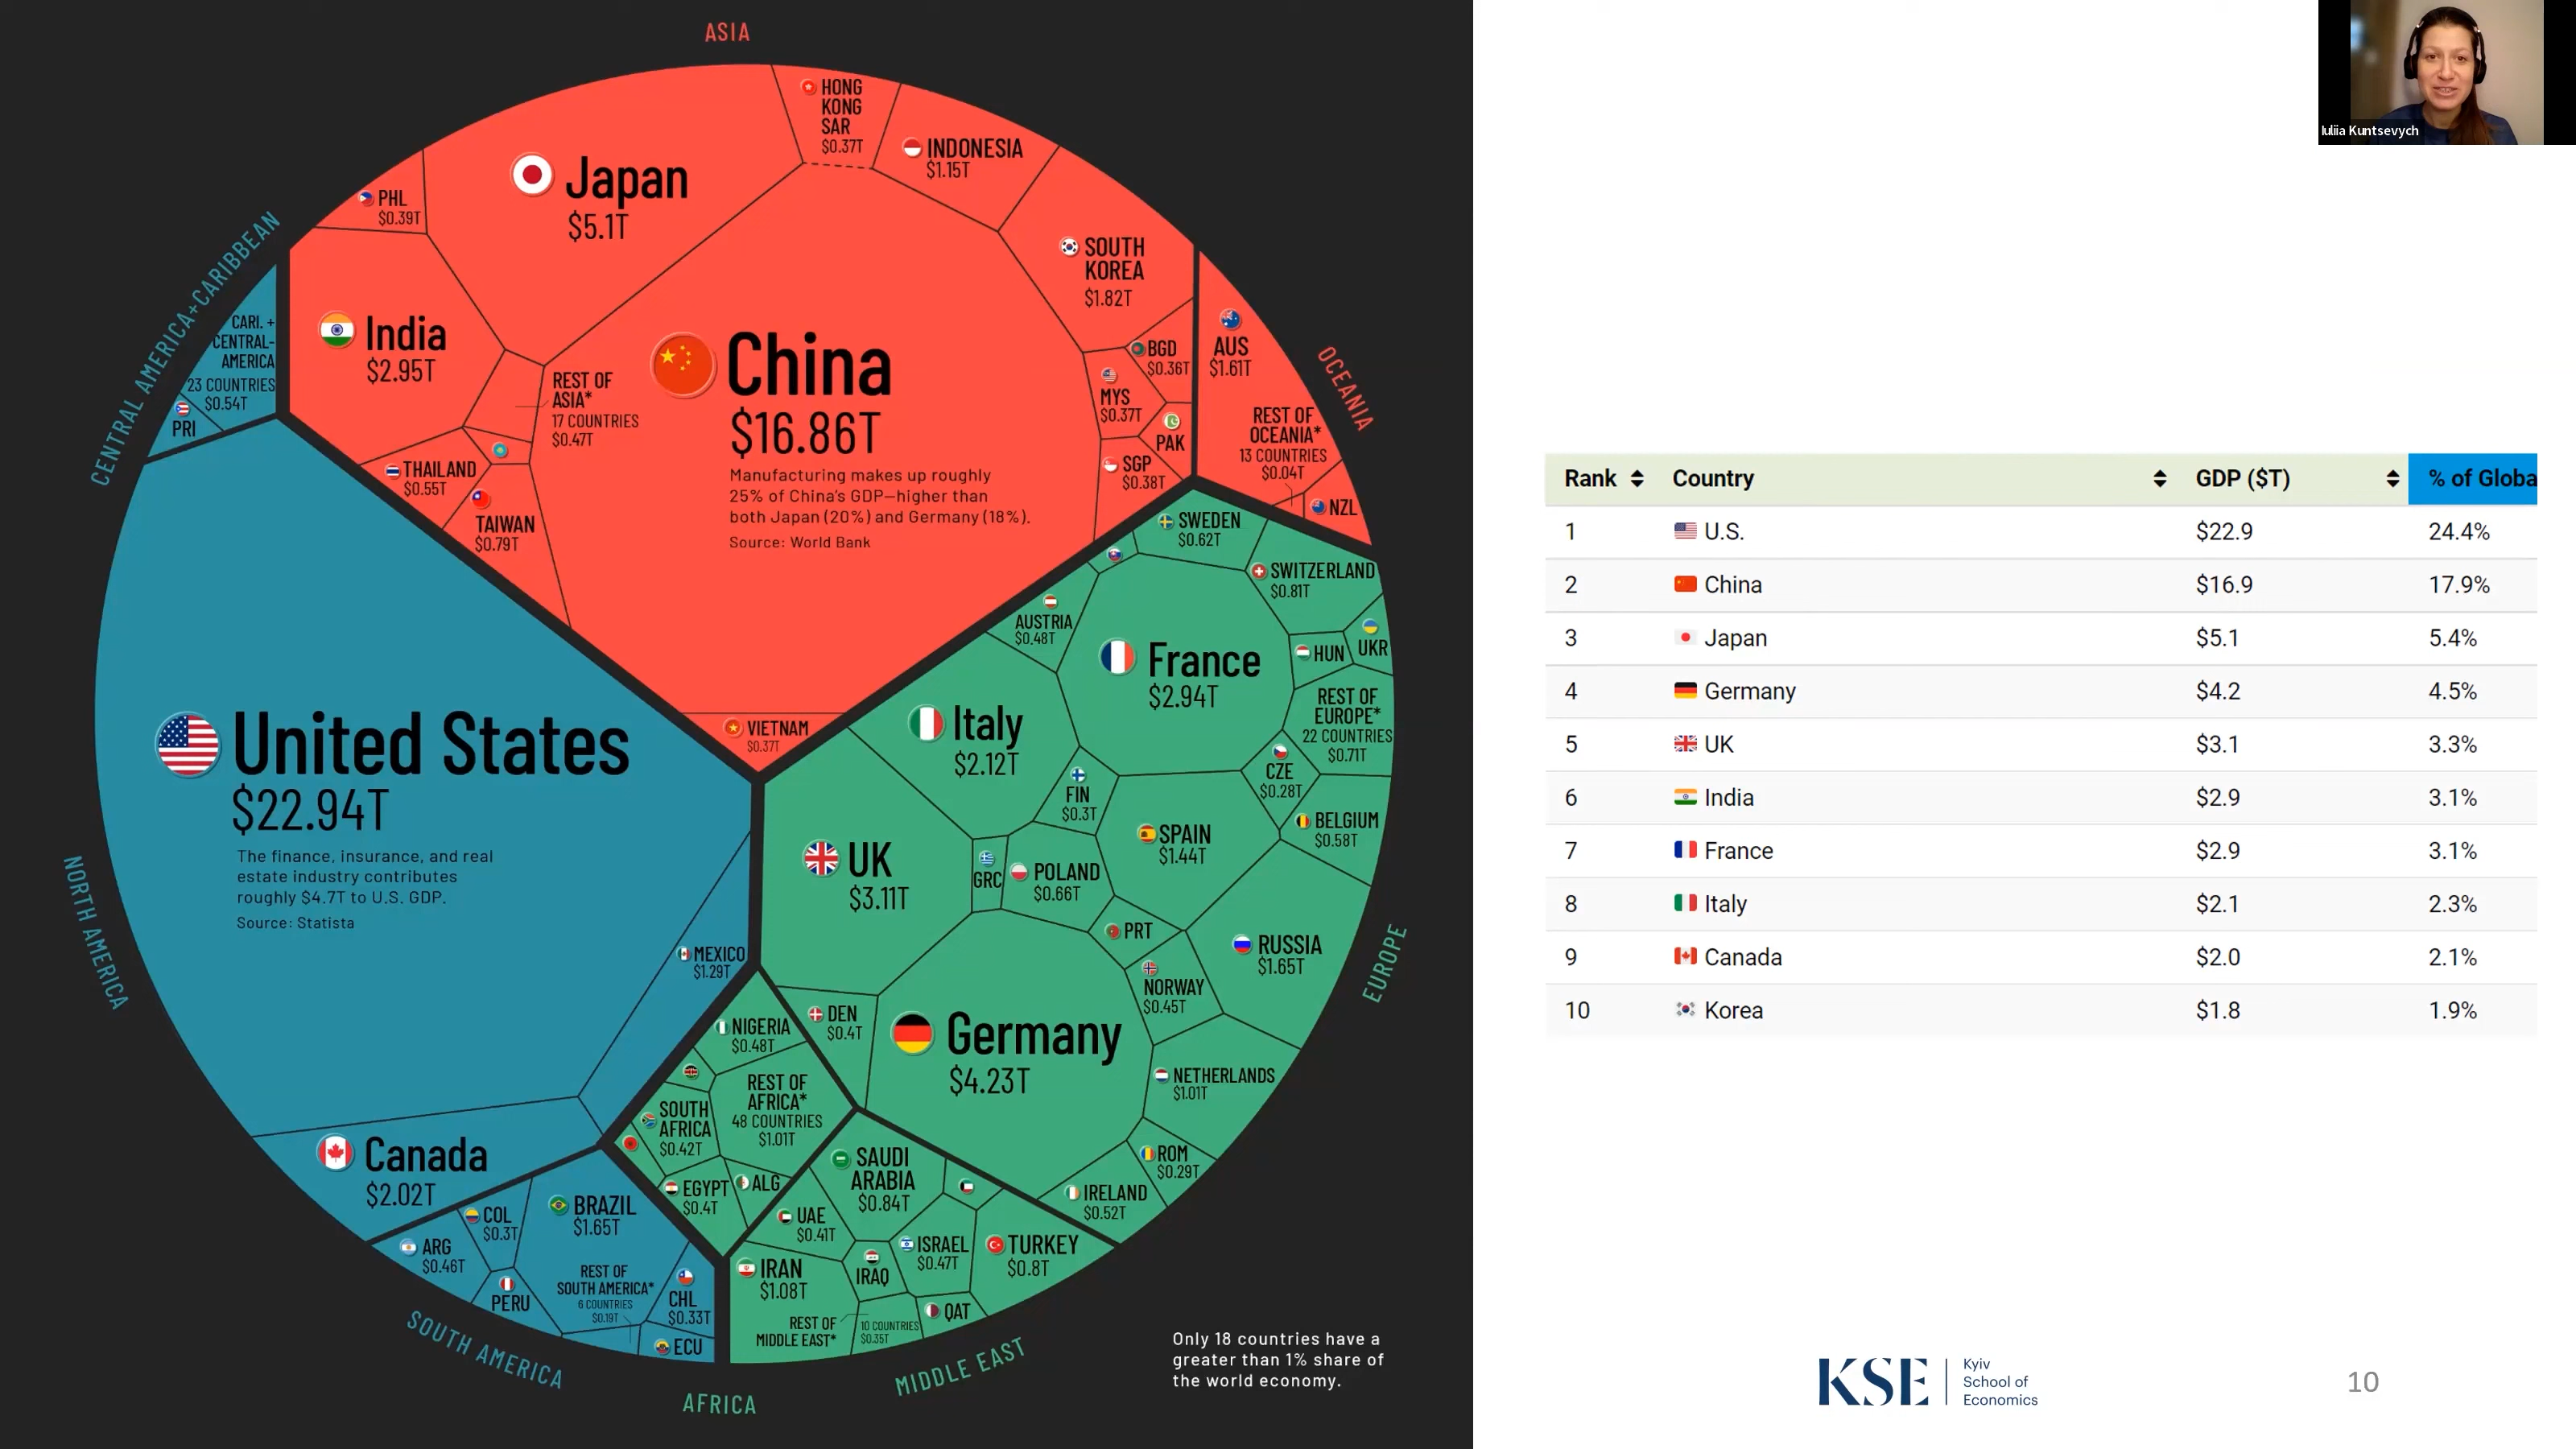 ASIA
HONG
KONG
SAR
$0.37T
INDONESIA
$1.15T
Japan
$5.1T
PHL
$0.39T
SOUTH
KOREA
$1.82T
CENTRAL AMERICA+CARIBBEAN
CARI. +
CENTRAL-
AMERICA
23 COUNTRIES
$0.54T
PRI
India
$2.95T
REST OF
ASIA*
17 COUNTRIES
$0.47T
THAILAND
$0.55T
TAIWAN
$0.79T
China
$16.86T
Manufacturing makes up roughly
25% of China's GDP—higher than
both Japan (20%) and Germany (18%).
Source: World Bank
BGD
$0.36T
MYS
$0.37T
PAK
SGP
$0.38T
VIETNAM
$0.37T
OCEANIA
AUS
$1.61T
REST OF
OCEANIA*
13 COUNTRIES
$0.04T
NZL
NORTH AMERICA
United States
$22.94T
The finance, insurance, and real
estate industry contributes
roughly $4.7T to U.S. GDP.
Source: Statista
MEXICO
$1.29T
Canada
$2.02T
EUROPE
SWEDEN
$0.62T
SWITZERLAND
$0.81T
AUSTRIA
$0.48T
France
$2.94T
HUN
UKR
REST OF
EUROPE*
22 COUNTRIES
$0.71T
Italy
$2.12T
FIN
$0.3T
CZE
$0.28T
BELGIUM
$0.58T
SPAIN
$1.44T
UK
$3.11T
GRC
POLAND
$0.66T
PRT
RUSSIA
$1.65T
NORWAY
$0.45T
DEN
$0.4T
Germany
$4.23T
NETHERLANDS
$1.01T
ROM
$0.29T
IRELAND
$0.52T
NIGERIA
$0.48T
REST OF
AFRICA*
48 COUNTRIES
$1.01T
SOUTH
AFRICA
$0.42T
EGYPT
$0.4T
ALG
AFRICA
SAUDI
ARABIA
$0.84T
UAE
$0.41T
IRAN
$1.08T
IRAQ
ISRAEL
$0.47T
TURKEY
$0.8T
QAT
REST OF
MIDDLE EAST*
10 COUNTRIES
$0.35T
MIDDLE EAST
COL
$0.3T
ARG
$0.46T
PERU
BRAZIL
$1.65T
REST OF
SOUTH AMERICA*
6 COUNTRIES
$0.19T
CHL
$0.33T
ECU
SOUTH AMERICA
Only 18 countries have a
greater than 1% share of
the world economy.
Iuliia Kuntsevych
Rank Country GDP ($T) % of Globa
1 U.S. $22.9 24.4%
2 China $16.9 17.9%
3 Japan $5.1 5.4%
4 Germany $4.2 4.5%
5 UK $3.1 3.3%
6 India $2.9 3.1%
7 France $2.9 3.1%
8 Italy $2.1 2.3%
9 Canada $2.0 2.1%
10 Korea $1.8 1.9%
KSE
Kyiv
School of
Economics
10